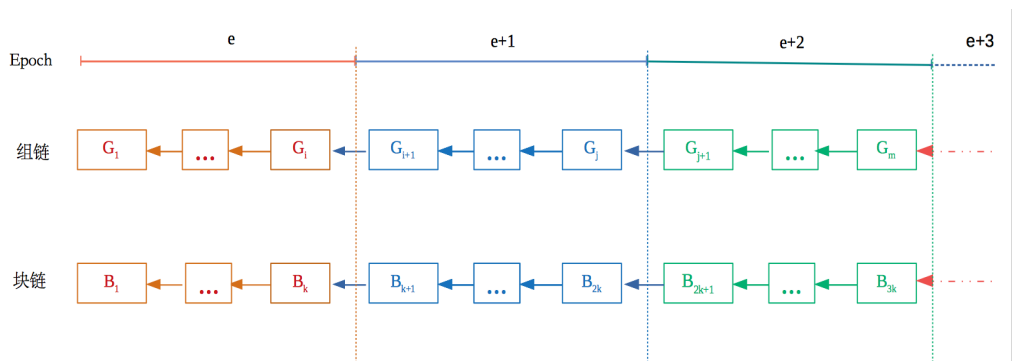 e e+1 e+2 e+3
Epoch
组链 G1 ... Gi Gi+1 ... Gj Gj+1 ... Gm
块链 B1 ... Bk Bk+1 ... B2k B2k+1 ... B3k